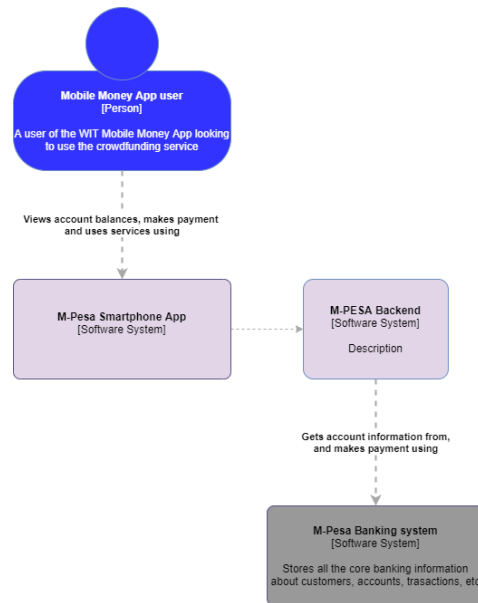 Mobile Money App user
[Person]
A user of the WIT Mobile Money App looking
to use the crowdfunding service
Views account balances, makes payment
and uses services using
M-Pesa Smartphone App
[Software System]
M-PESA Backend
[Software System]
Description
Gets account information from,
and makes payment using
M-Pesa Banking system
[Software System]
Stores all the core banking information
about customers, accounts, trasactions, etc